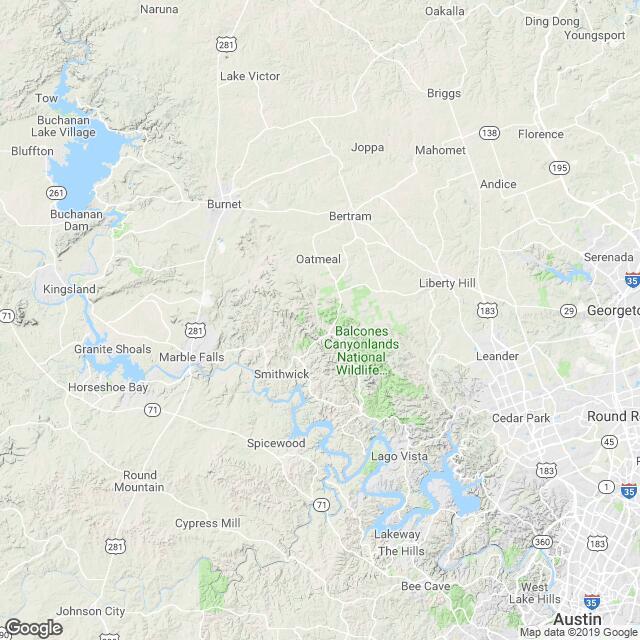 Naruna
Oakalla
Ding Dong
Youngsport
281
Lake Victor
Briggs
Tow
Buchanan
Lake Village
Bluffton
Joppa
Mahomet
138
Florence
195
261
Andice
Buchanan
Dam
Burnet
Bertram
Oatmeal
Serenada
Kingsland
Liberty Hill
35
71
183
29
Georgeto
281
Balcones
Canyonlands
National
Wildlife...
Granite Shoals
Marble Falls
Leander
Horseshoe Bay
Smithwick
71
Cedar Park
Round Ro
Spicewood
45
Lago Vista
183
Round
Mountain
1
35
71
Cypress Mill
Lakeway
The Hills
281
360
183
Bee Cave
West
Lake Hills
35
Johnson City
Austin
281
290
Google
Map data ©2019 Google